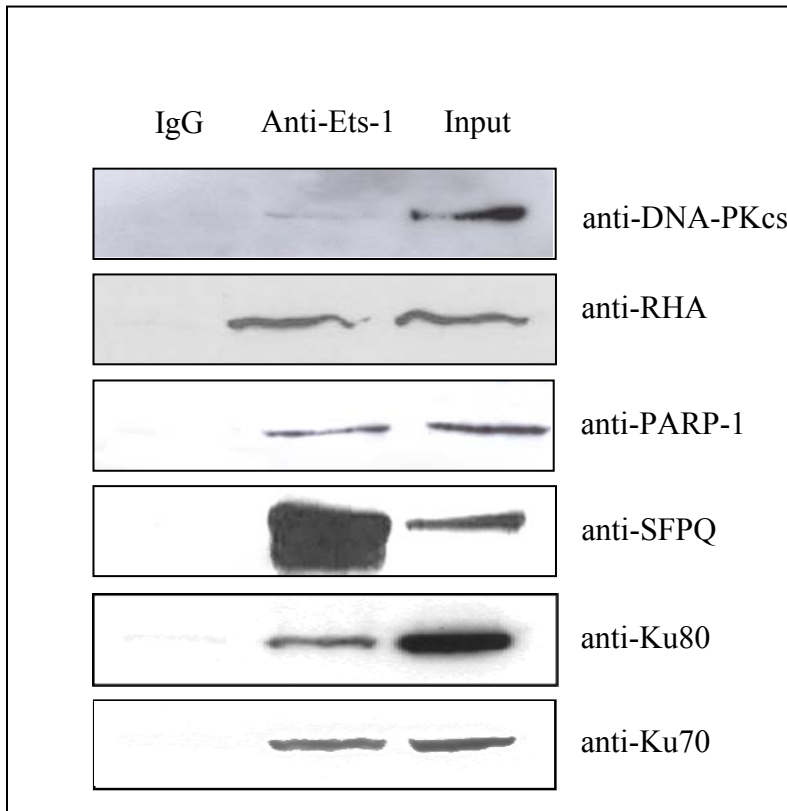 IgG Anti-Ets-1 Input
anti-DNA-PKcs
anti-RHA
anti-PARP-1
anti-SFPQ
anti-Ku80
anti-Ku70